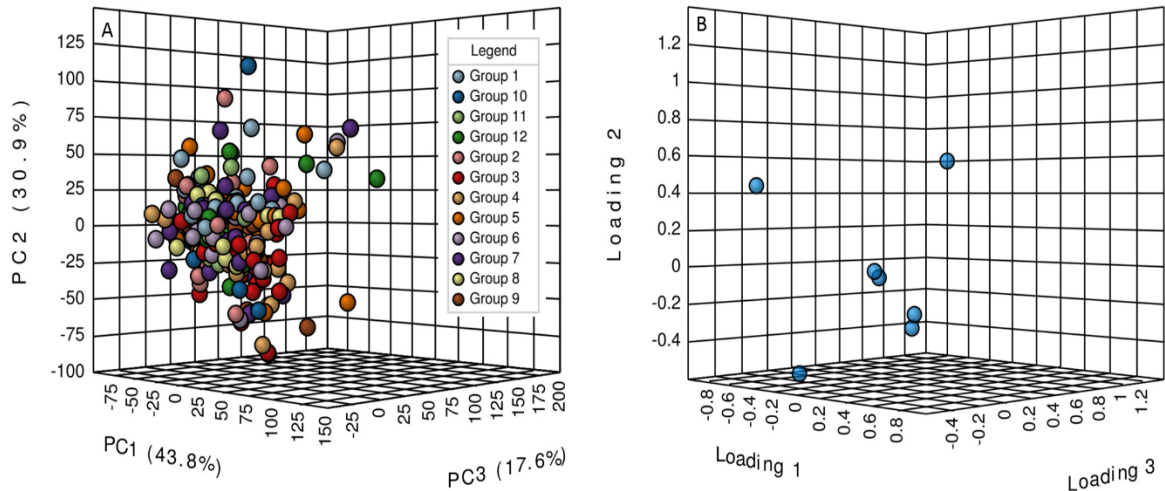 A
PC2 (30.9%)
125
100
75
50
25
0
-25
-50
-75
-100
-75
-50
-25
0
25
50
75
100
125
150
PC1 (43.8%)
-25
0
25
50
75
100
125
150
175
200
PC3 (17.6%)
Legend
Group 1
Group 10
Group 11
Group 12
Group 2
Group 3
Group 4
Group 5
Group 6
Group 7
Group 8
Group 9
B
Loading 2
1.2
1
0.8
0.6
0.4
0.2
0
-0.2
-0.4
-0.8
-0.6
-0.4
-0.2
0
0.2
0.4
0.6
0.8
Loading 1
-0.4
-0.2
0
0.2
0.4
0.6
0.8
1
1.2
Loading 3